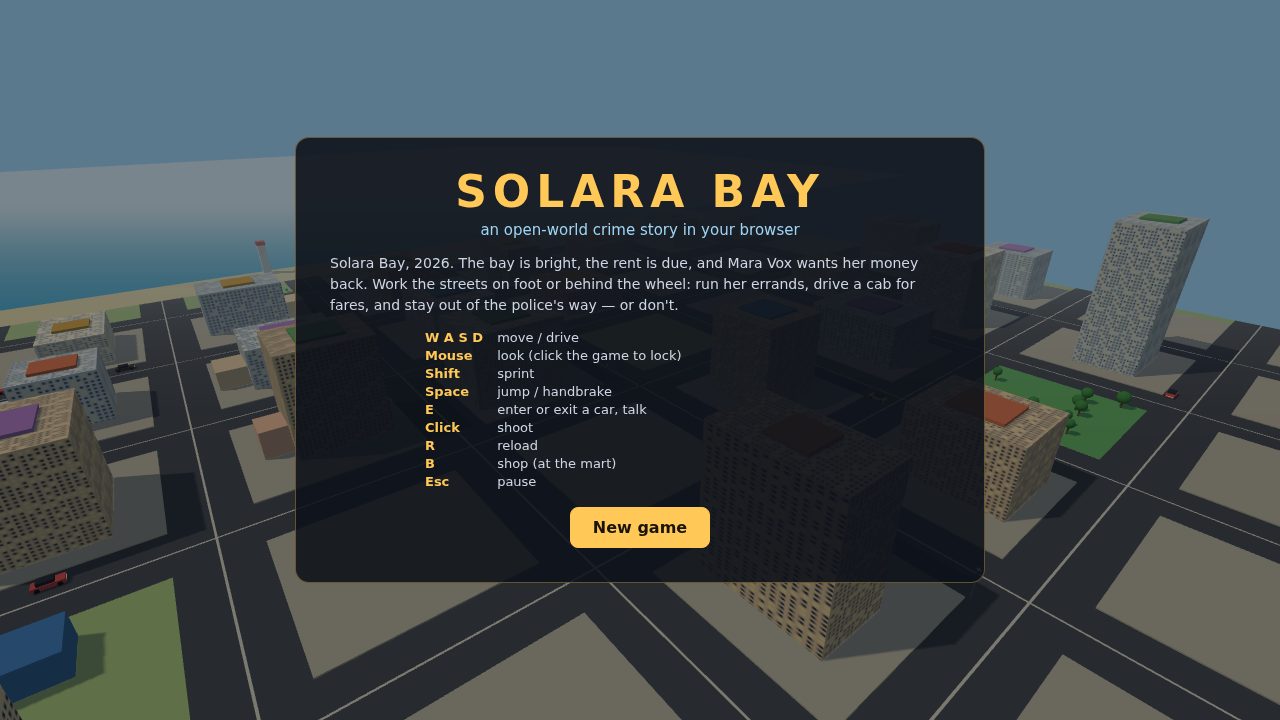 SOLARA BAY
an open-world crime story in your browser
Solara Bay, 2026. The bay is bright, the rent is due, and Mara Vox wants her money
back. Work the streets on foot or behind the wheel: run her errands, drive a cab for
fares, and stay out of the police's way — or don't.
W A S D move / drive
Mouse look (click the game to lock)
Shift sprint
Space jump / handbrake
E enter or exit a car, talk
Click shoot
R reload
B shop (at the mart)
Esc pause
New game